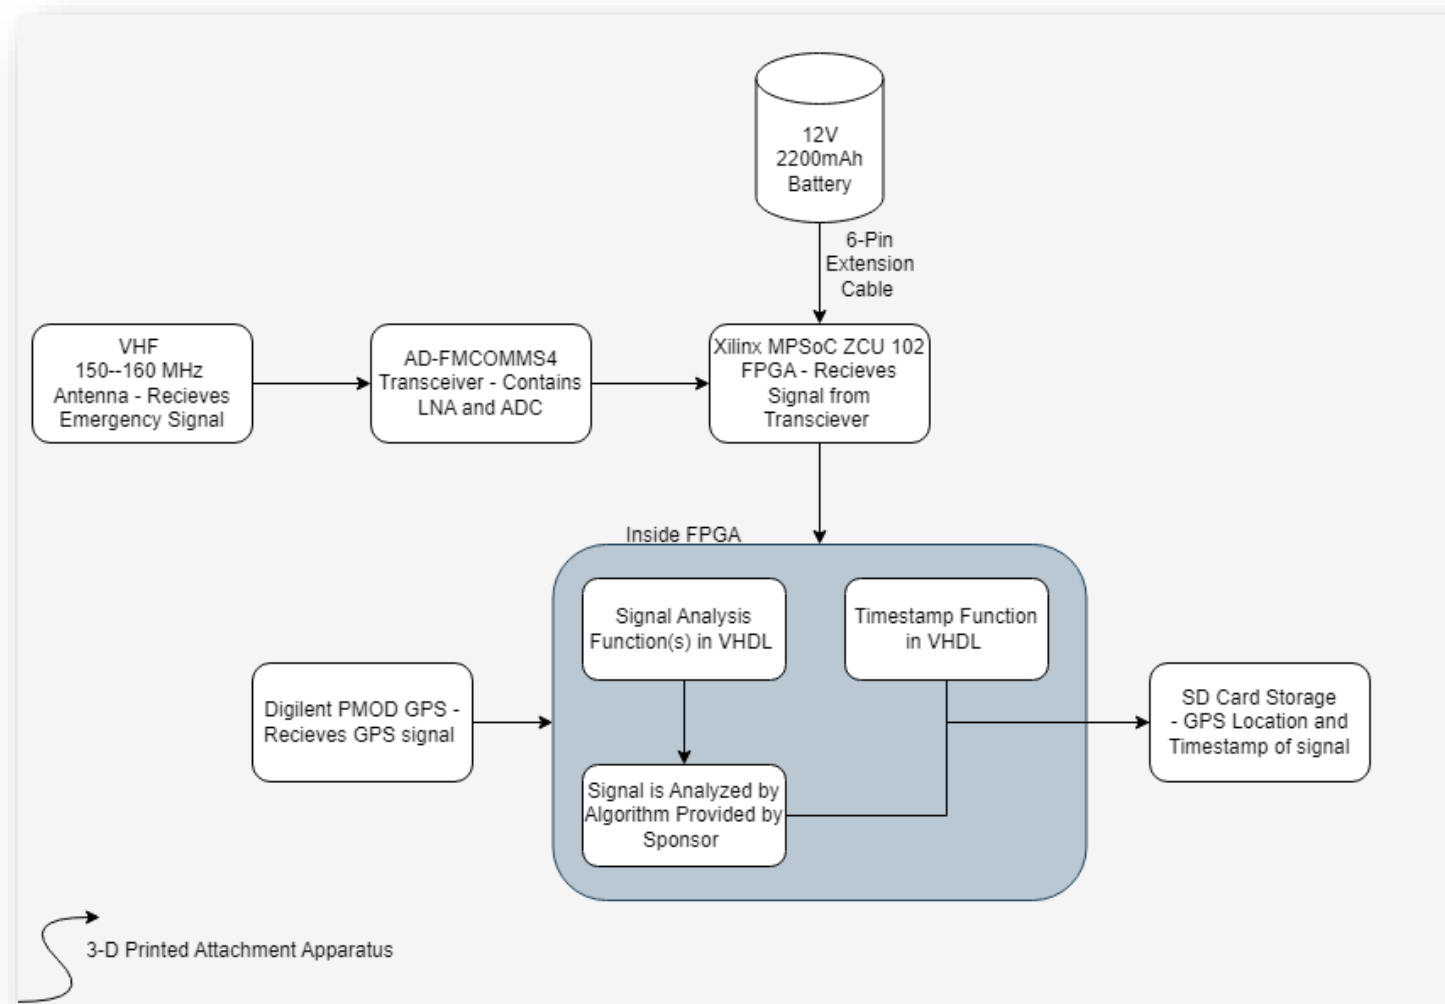 12V
2200mAh
Battery
6-Pin
Extension
Cable
VHF
150--160 MHz
Antenna - Recieves
Emergency Signal
AD-FMCOMMS4
Transceiver - Contains
LNA and ADC
Xilinx MPSoC ZCU 102
FPGA - Recieves
Signal from
Transciever
Inside FPGA
Signal Analysis
Function(s) in VHDL
Timestamp Function
in VHDL
Digilent PMOD GPS -
Recieves GPS signal
SD Card Storage
- GPS Location and
Timestamp of signal
Signal is Analyzed by
Algorithm Provided by
Sponsor
3-D Printed Attachment Apparatus